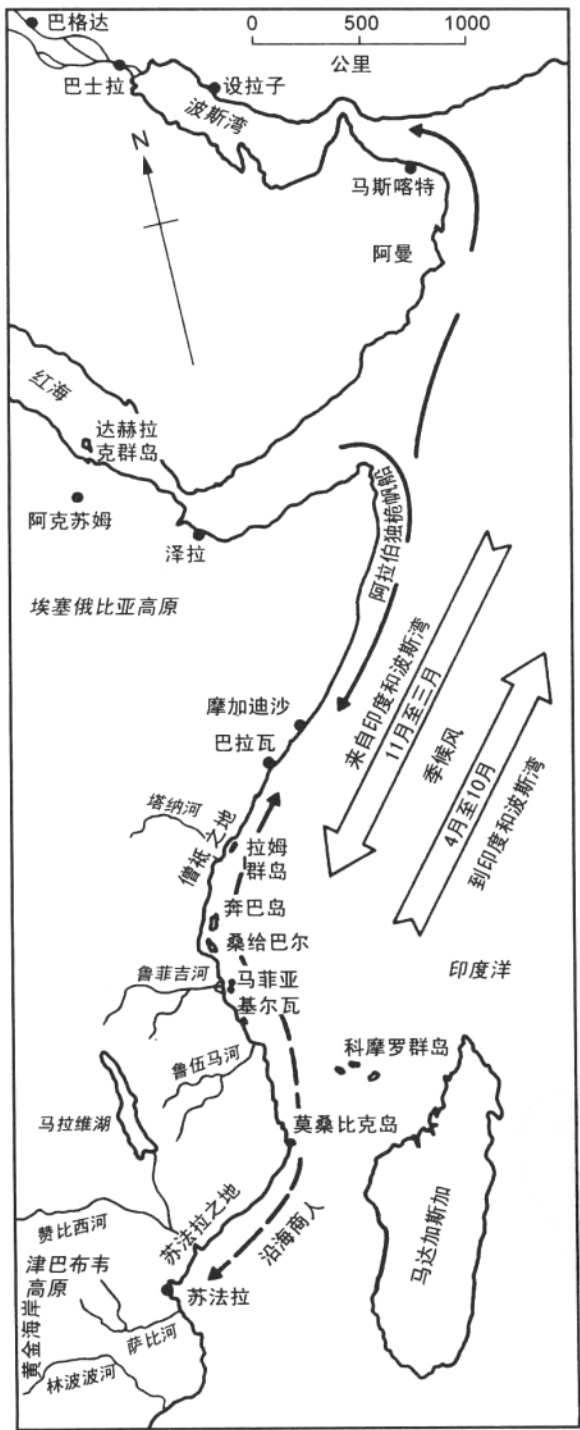 巴格达
0 500 1000
公里
巴士拉
设拉子
波斯湾
N
马斯喀特
阿曼
红海
达赫拉
克群岛
阿克苏姆
泽拉
阿拉伯独桅帆船
埃塞俄比亚高原
来自印度和波斯湾
11月至三月
季候风
4月至10月
到印度和波斯湾
摩加迪沙
巴拉瓦
塔纳河
僧祗之地
拉姆
群岛
奔巴岛
桑给巴尔
印度洋
鲁菲吉河
马菲亚
基尔瓦
科摩罗群岛
鲁伍马河
马拉维湖
莫桑比克岛
苏法拉之地
沿海商人
马达加斯加
赞比西河
津巴布韦
高原
苏法拉
黄金海岸
萨比河
林波波河